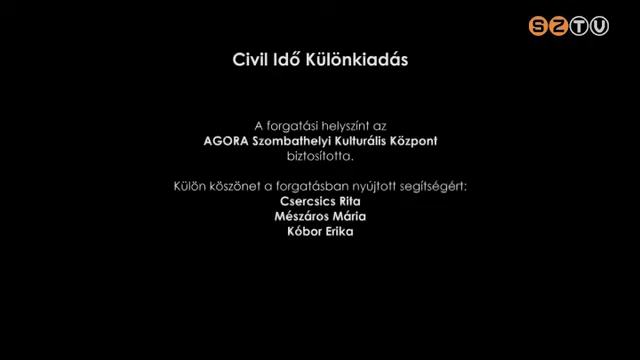 SZTV
Civil Idő Különkiadás
A forgatási helyszínt az
AGORA Szombathelyi Kulturális Központ
biztosította.
Külön köszönet a forgatásban nyújtott segítségért:
Csercsics Rita
Mészáros Mária
Kóbor Erika